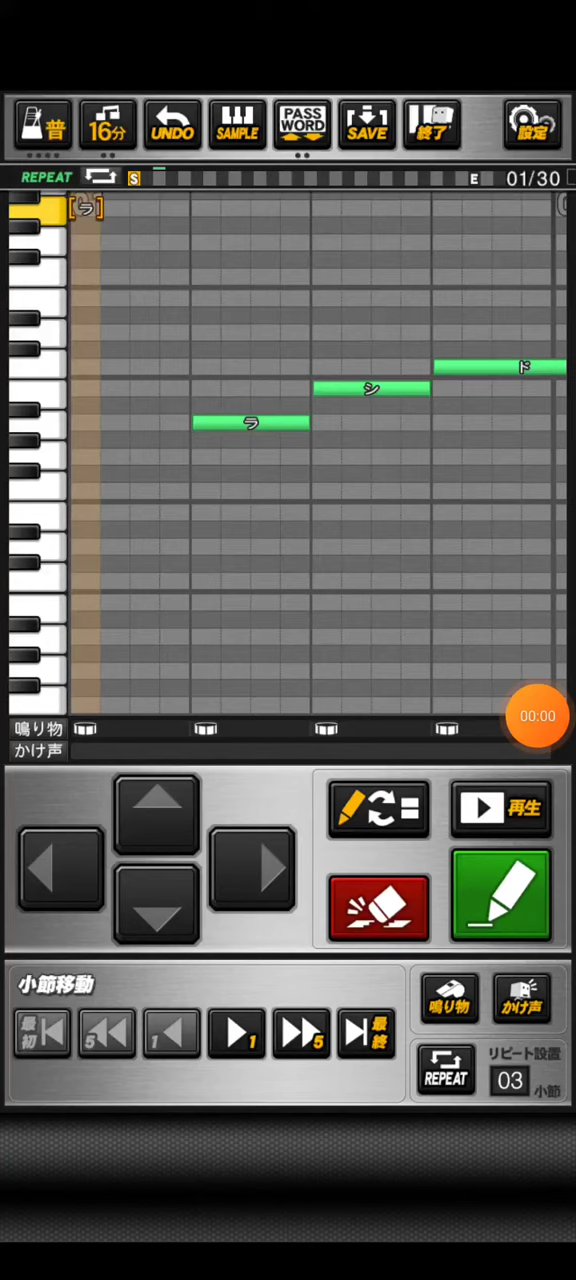 普 16分 UNDO SAMPLE PASS WORD SAVE 終了 設定
REPEAT S E 01/30
[ラ]
ド
シ
ラ
00:00
鳴り物
かけ声
再生
小節移動
鳴り物 かけ声
最初 5 1 1 5 最終
REPEAT リピート設置 03 小節